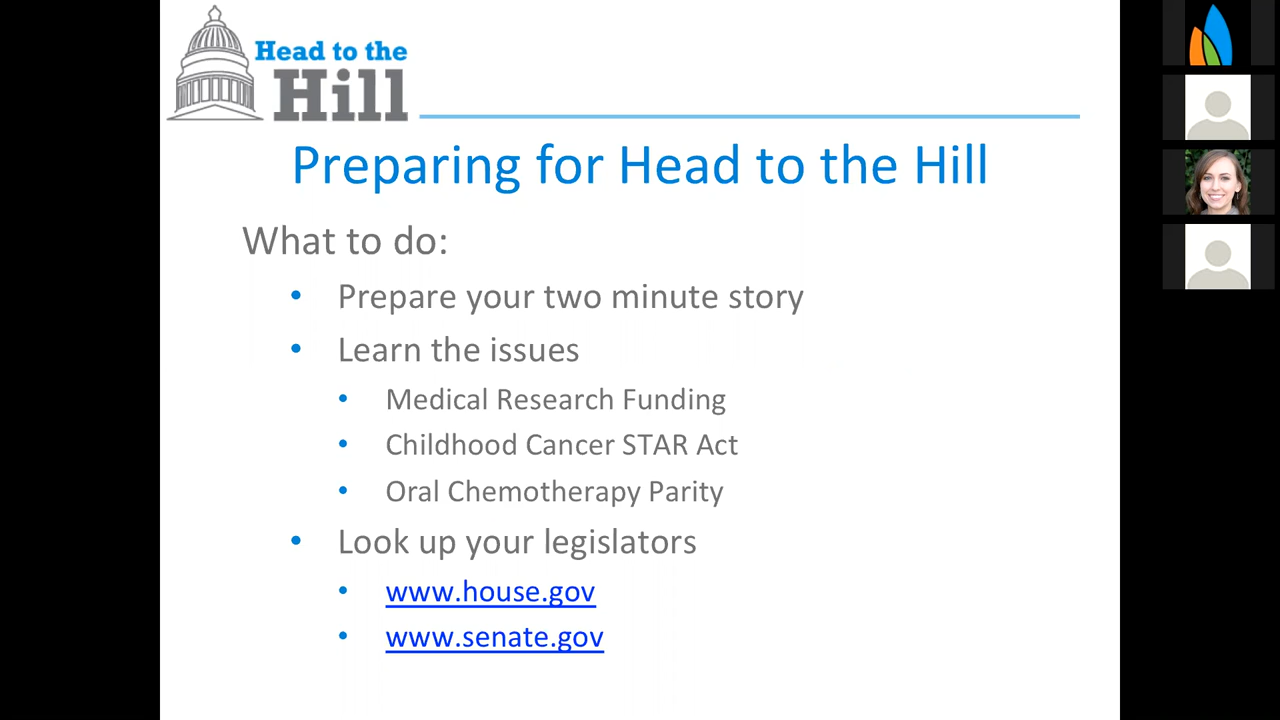 Head to the
Hill
Preparing for Head to the Hill
What to do:
• Prepare your two minute story
• Learn the issues
• Medical Research Funding
• Childhood Cancer STAR Act
• Oral Chemotherapy Parity
• Look up your legislators
• www.house.gov
• www.senate.gov